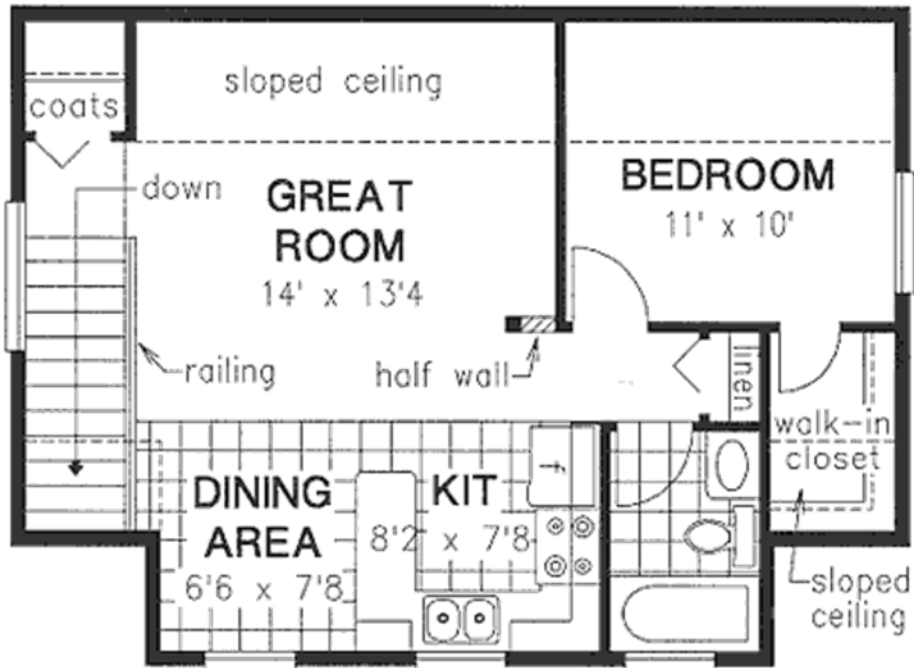 sloped ceiling
coats
down
GREAT
ROOM
14' x 13'4
BEDROOM
11' x 10'
railing
half wall
linen
walk-in
closet
DINING
AREA
6'6 x 7'8
KIT
8'2 x 7'8
sloped
ceiling